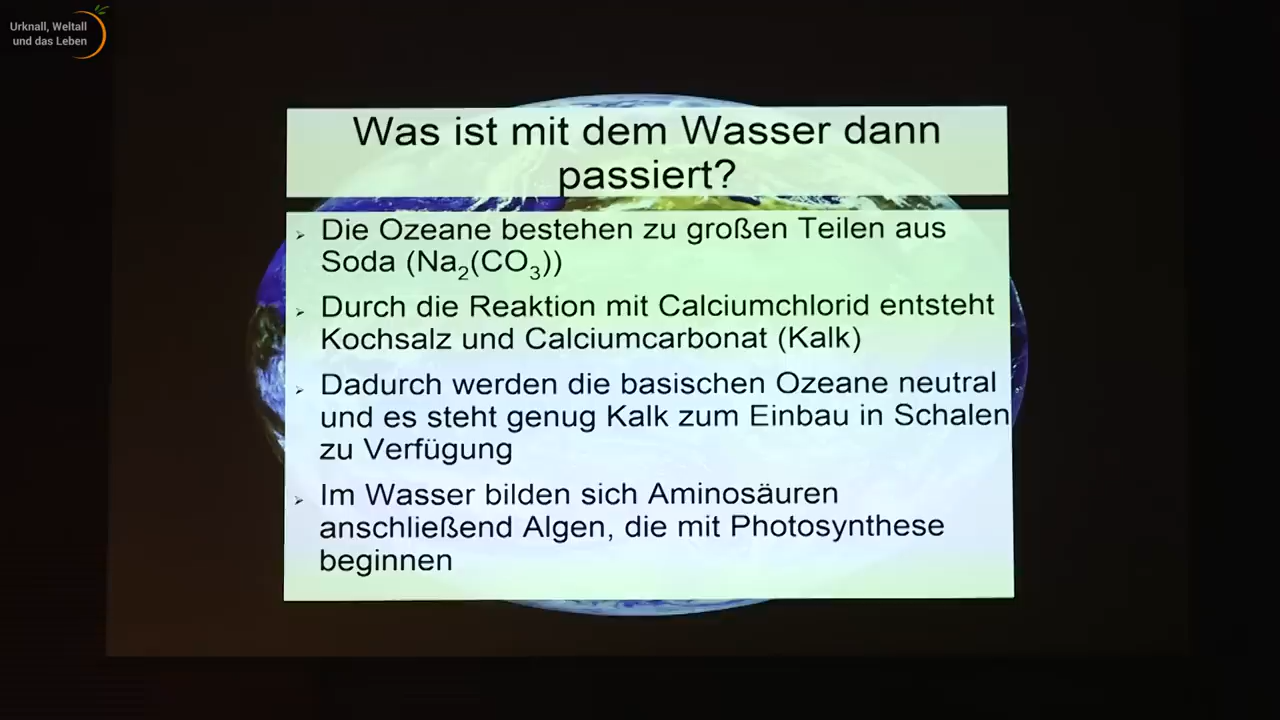 Urknall, Weltall
und das Leben
Was ist mit dem Wasser dann
passiert?
Die Ozeane bestehen zu großen Teilen aus
Soda (Na₂(CO₃))
Durch die Reaktion mit Calciumchlorid entsteht
Kochsalz und Calciumcarbonat (Kalk)
Dadurch werden die basischen Ozeane neutral
und es steht genug Kalk zum Einbau in Schalen
zu Verfügung
Im Wasser bilden sich Aminosäuren
anschließend Algen, die mit Photosynthese
beginnen